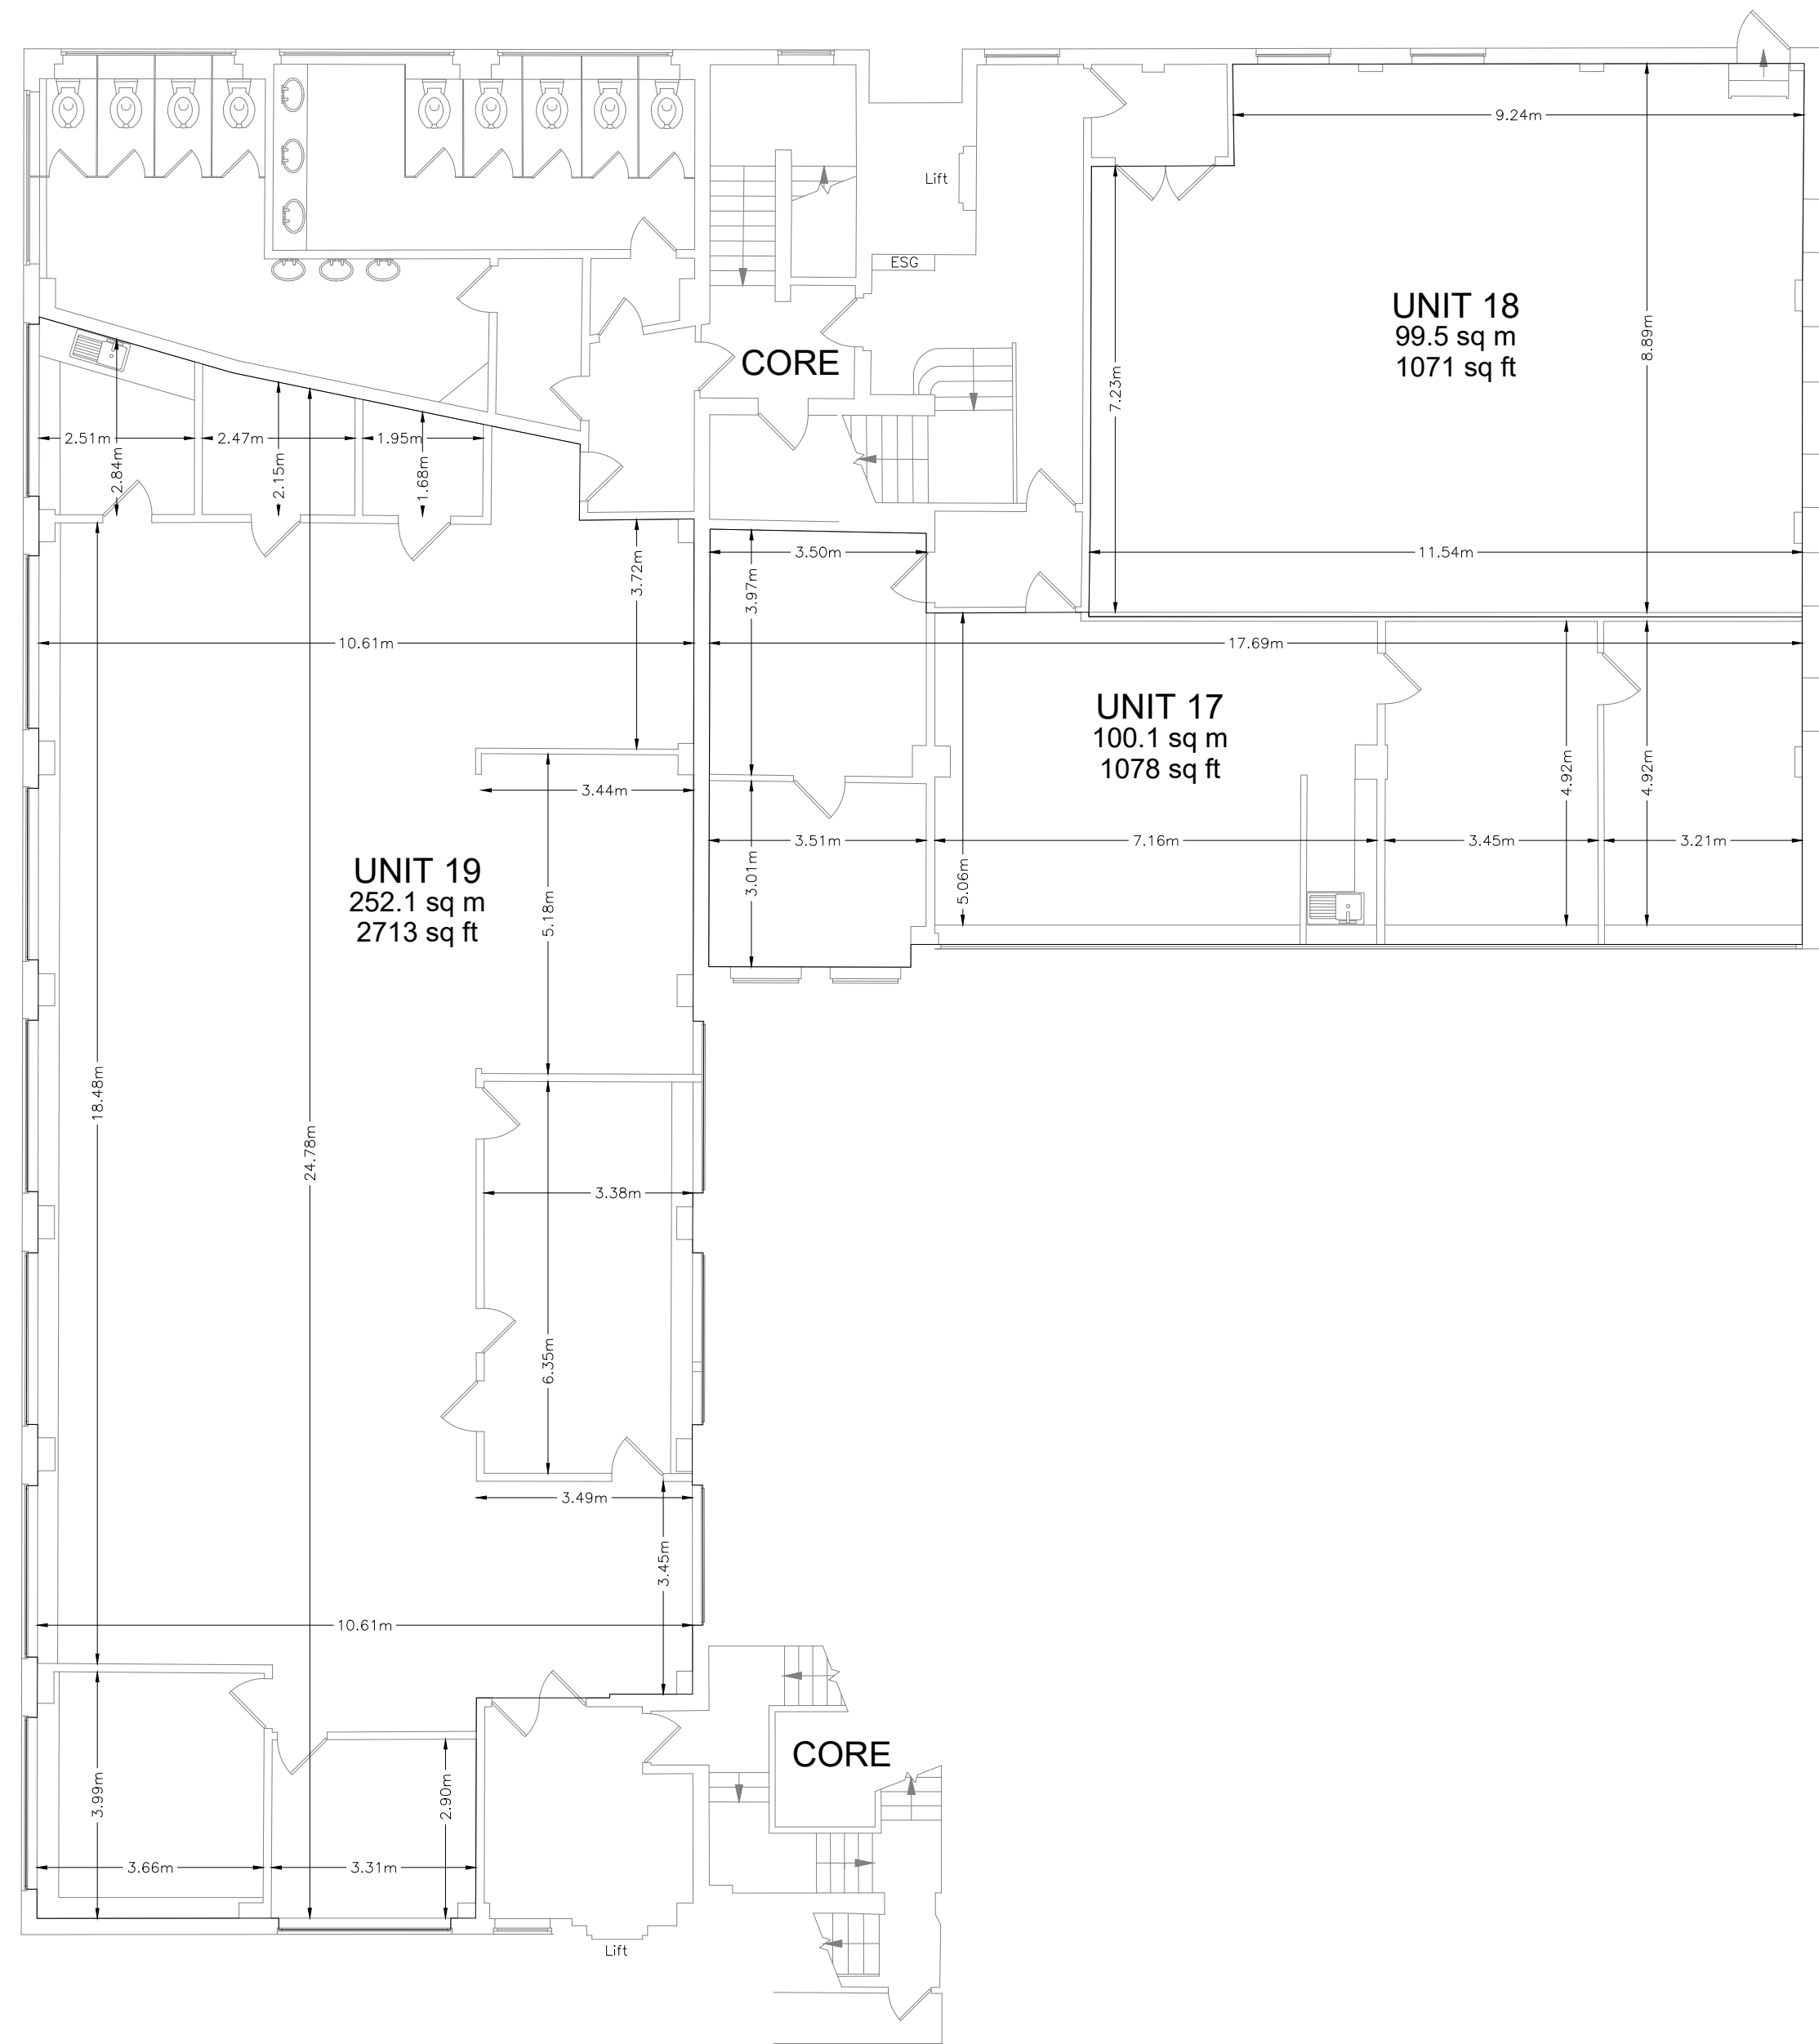 9.24m
Lift
ESG
UNIT 18
99.5 sq m
1071 sq ft
8.89m
7.23m
CORE
2.51m
2.84m
2.47m
2.15m
1.95m
1.68m
3.72m
3.50m
3.97m
11.54m
10.61m
17.69m
UNIT 17
100.1 sq m
1078 sq ft
4.92m
4.92m
3.44m
3.51m
3.01m
7.16m
5.06m
3.45m
3.21m
UNIT 19
252.1 sq m
2713 sq ft
5.18m
18.48m
24.78m
3.38m
6.35m
3.49m
3.45m
10.61m
CORE
3.99m
2.90m
3.66m
3.31m
Lift